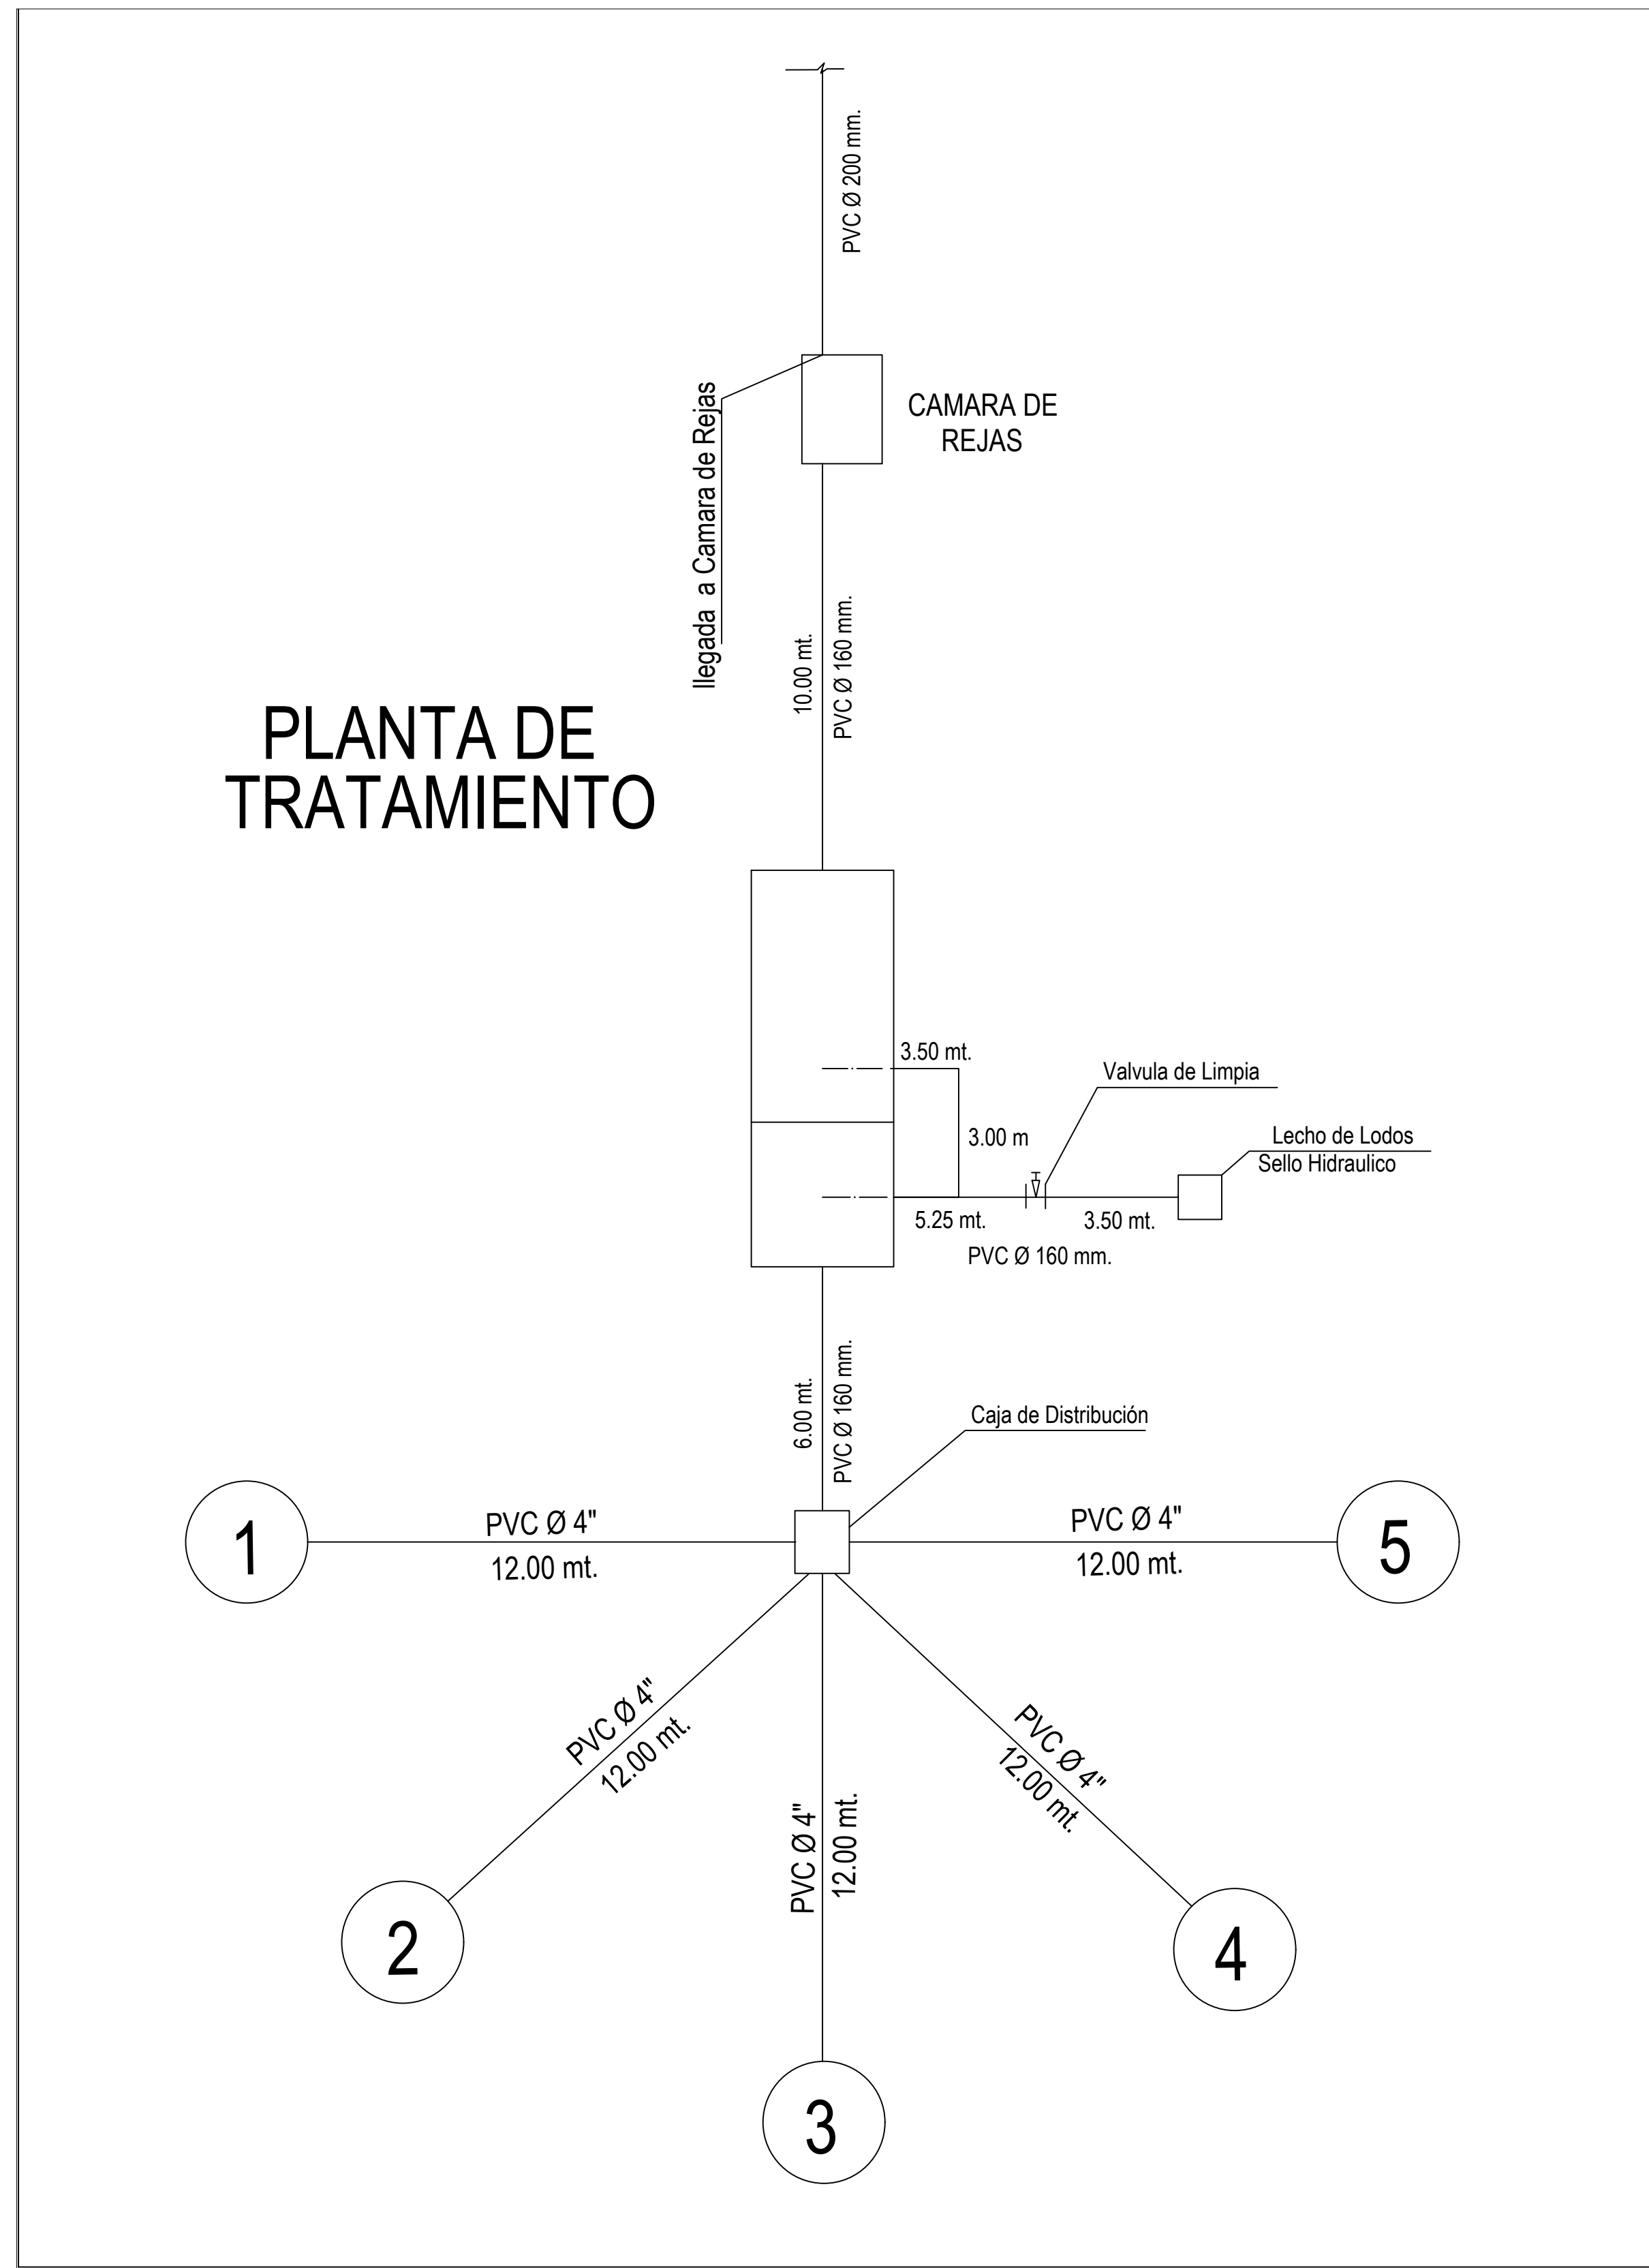 PVC Ø 200 mm.
llegada a Camara de Rejas
CAMARA DE
REJAS
10.00 mt.
PVC Ø 160 mm.
PLANTA DE
TRATAMIENTO
3.50 mt.
Valvula de Limpia
3.00 m
Lecho de Lodos
Sello Hidraulico
5.25 mt.
3.50 mt.
PVC Ø 160 mm.
6.00 mt.
PVC Ø 160 mm.
Caja de Distribución
1
PVC Ø 4"
12.00 mt.
PVC Ø 4"
12.00 mt.
5
PVC Ø 4"
12.00 mt.
PVC Ø 4"
12.00 mt.
PVC Ø 4"
12.00 mt.
2
4
3